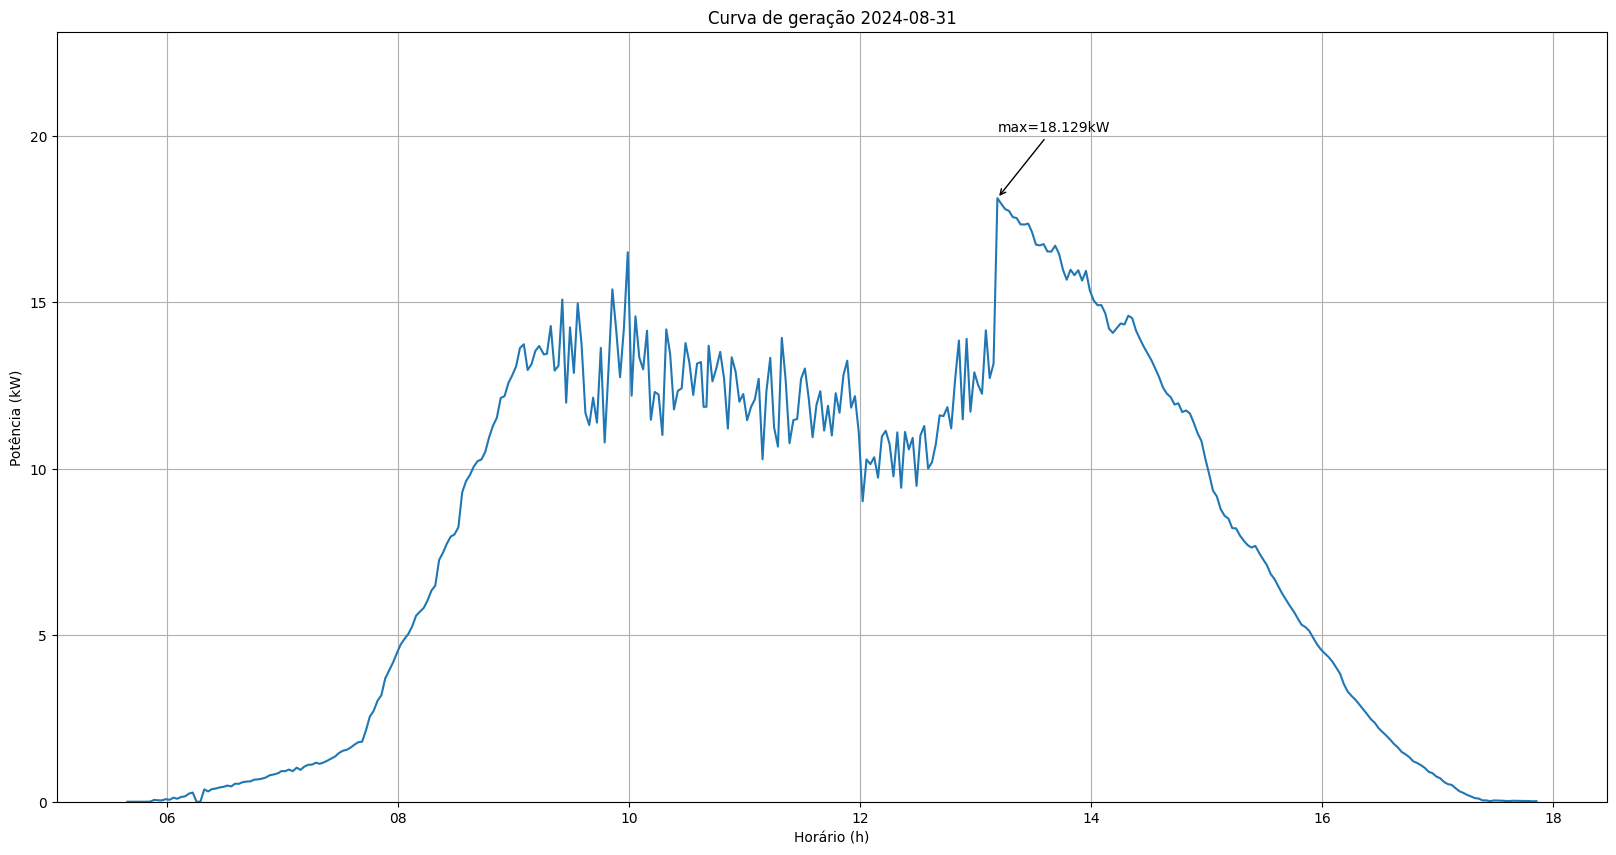 Curva de geração 2024-08-31
max=18.129kW
Potência (kW)
20
15
10
5
0
06 08 10 12 14 16 18
Horário (h)